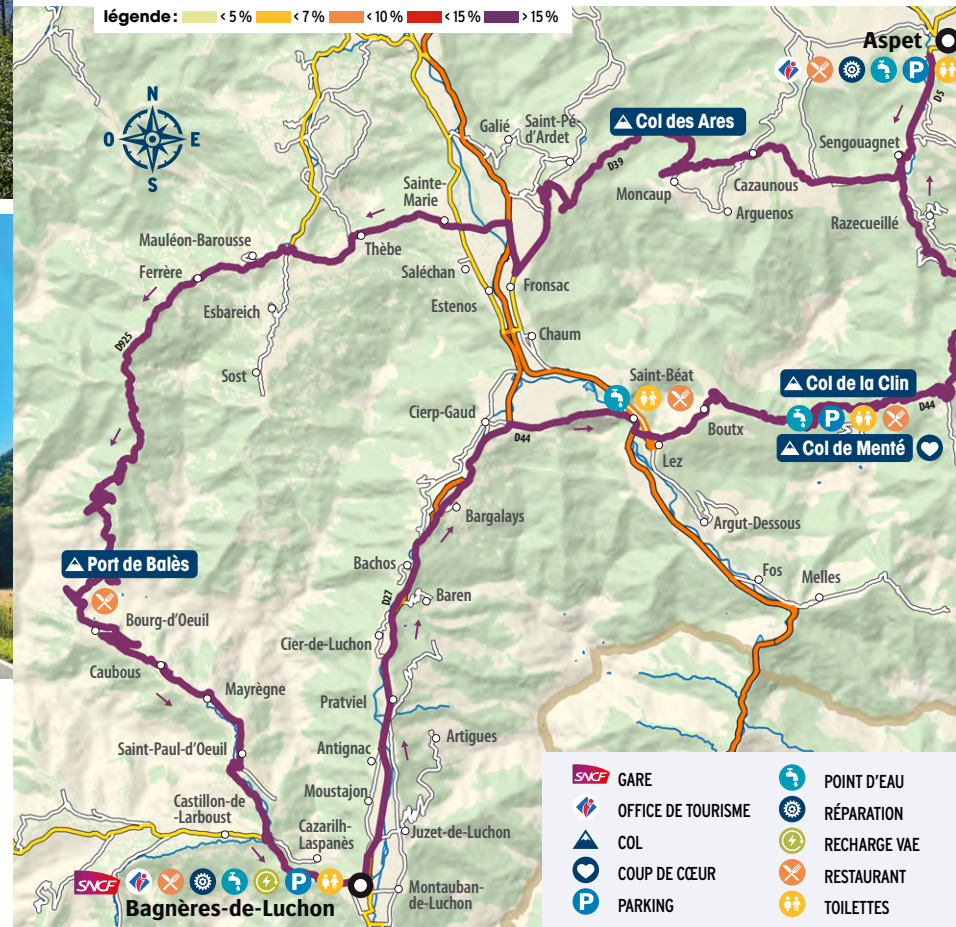 légende : < 5 % < 7 % < 10 % < 15 % > 15 %
Aspet
N
O E
S
D5
Col des Ares
Saint-Pé-
d'Ardet
Galié
D39
Sengouagnet
Moncaup
Cazaunous
Arguenos
Razecueillé
Sainte-
Marie
Mauléon-Barousse
Thèbe
Ferrère
Saléchan
Fronsac
Esbareich
Estenos
Chaum
D925
Sost
Saint-Béat
Col de la Clin
D44
Cierp-Gaud
D44
Boutx
Col de Menté
Lez
Bargalays
Argut-Dessous
Port de Balès
Bachos
Fos
Melles
Baren
D27
Bourg-d'Oeuil
Cier-de-Luchon
Caubous
Mayrègne
Pratviel
Saint-Paul-d'Oeuil
Antignac
Artigues
Moustajon
Castillon-de
-Larboust
Cazarilh-
Laspanès
Juzet-de-Luchon
SNCF
Montauban-
de-Luchon
Bagnères-de-Luchon
SNCF GARE
OFFICE DE TOURISME
COL
COUP DE CŒUR
P PARKING
POINT D'EAU
RÉPARATION
RECHARGE VAE
RESTAURANT
TOILETTES